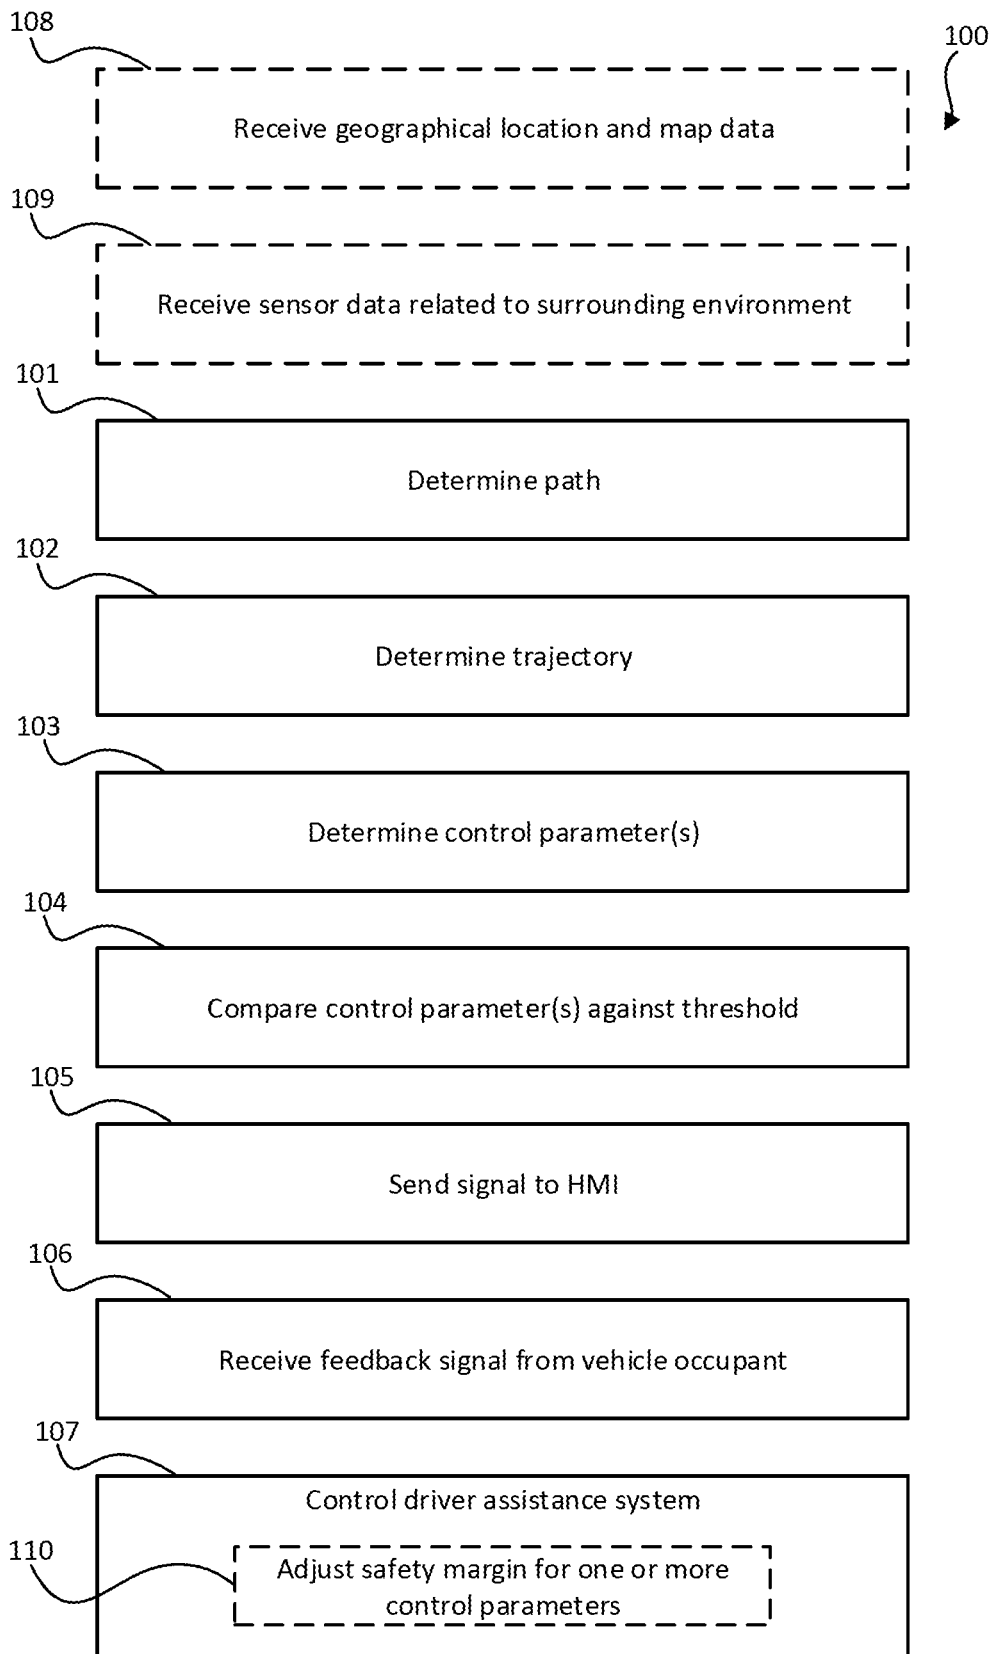 108
100
Receive geographical location and map data
109
Receive sensor data related to surrounding environment
101
Determine path
102
Determine trajectory
103
Determine control parameter(s)
104
Compare control parameter(s) against threshold
105
Send signal to HMI
106
Receive feedback signal from vehicle occupant
107
Control driver assistance system
110
Adjust safety margin for one or more
control parameters